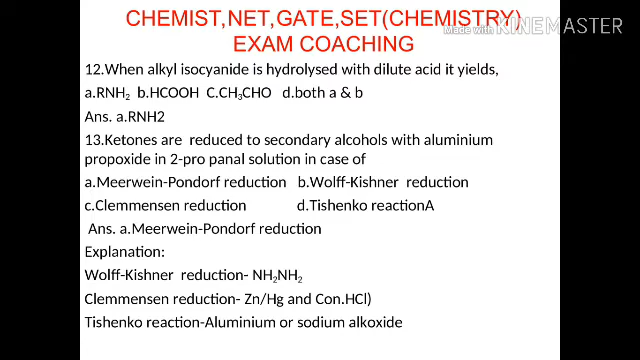 CHEMIST,NET,GATE,SET(CHEMISTRY)
Made with KINEMASTER
EXAM COACHING
12.When alkyl isocyanide is hydrolysed with dilute acid it yields,
a.RNH₂ b.HCOOH C.CH₃CHO d.both a & b
Ans. a.RNH2
13.Ketones are reduced to secondary alcohols with aluminium
propoxide in 2-pro panal solution in case of
a.Meerwein-Pondorf reduction b.Wolff-Kishner reduction
c.Clemmensen reduction d.Tishenko reactionA
Ans. a.Meerwein-Pondorf reduction
Explanation:
Wolff-Kishner reduction- NH₂NH₂
Clemmensen reduction- Zn/Hg and Con.HCl)
Tishenko reaction-Aluminium or sodium alkoxide